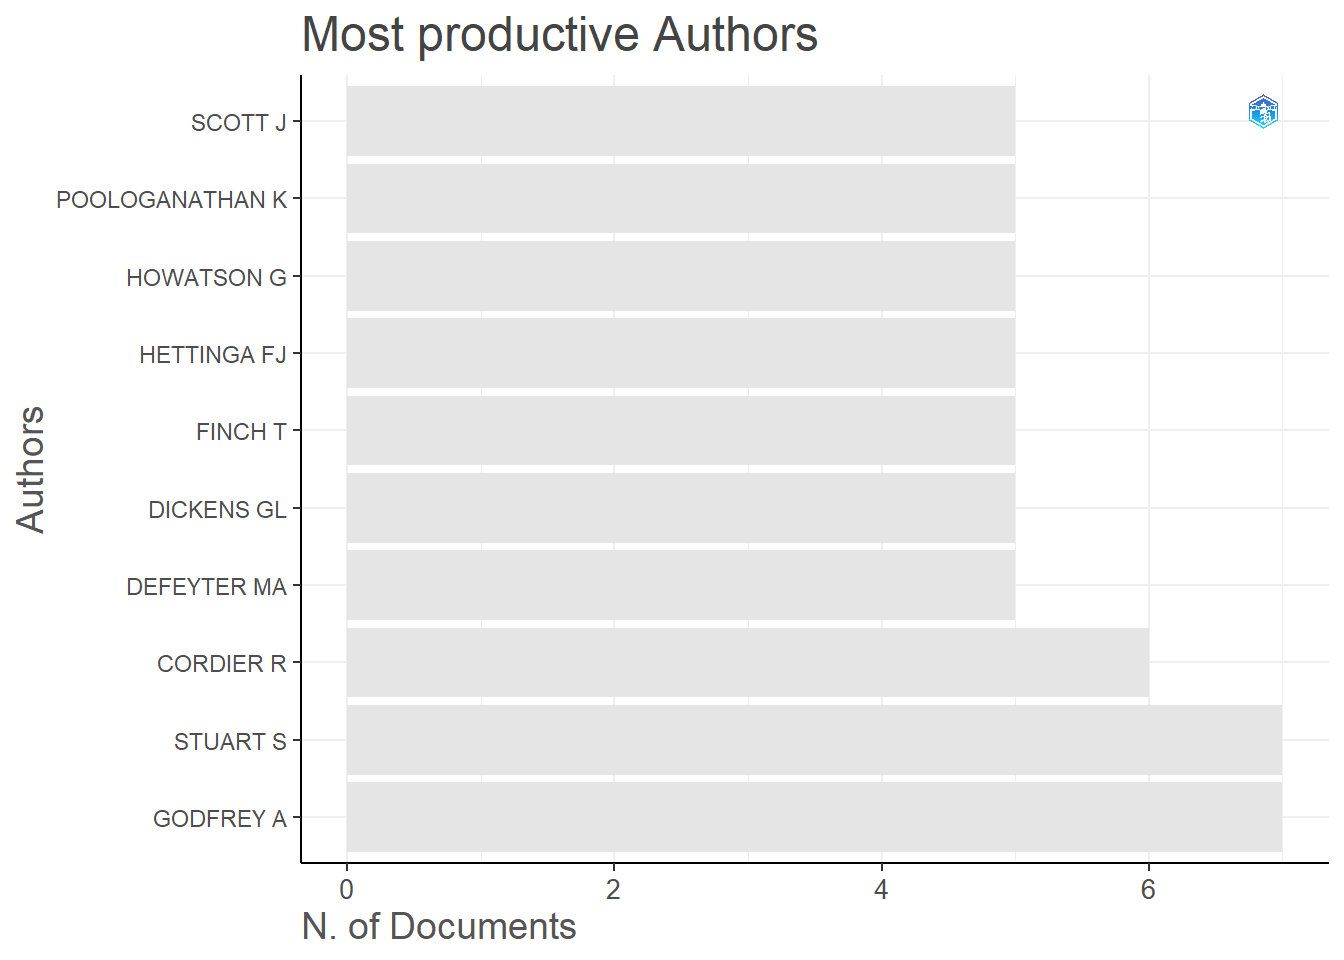 Most productive Authors
SCOTT J
POOLOGANATHAN K
HOWATSON G
HETTINGA FJ
FINCH T
DICKENS GL
DEFEYTER MA
CORDIER R
STUART S
GODFREY A
Authors
0 2 4 6
N. of Documents